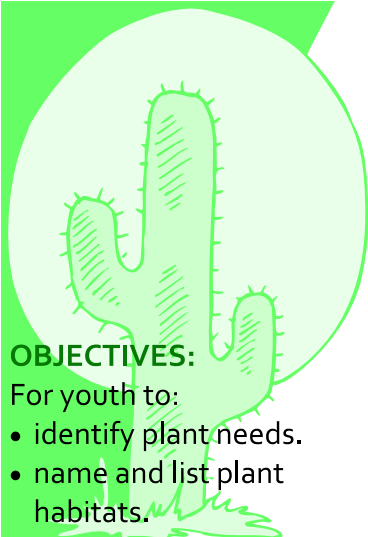 OBJECTIVES:
For youth to:
• identify plant needs.
• name and list plant
habitats.